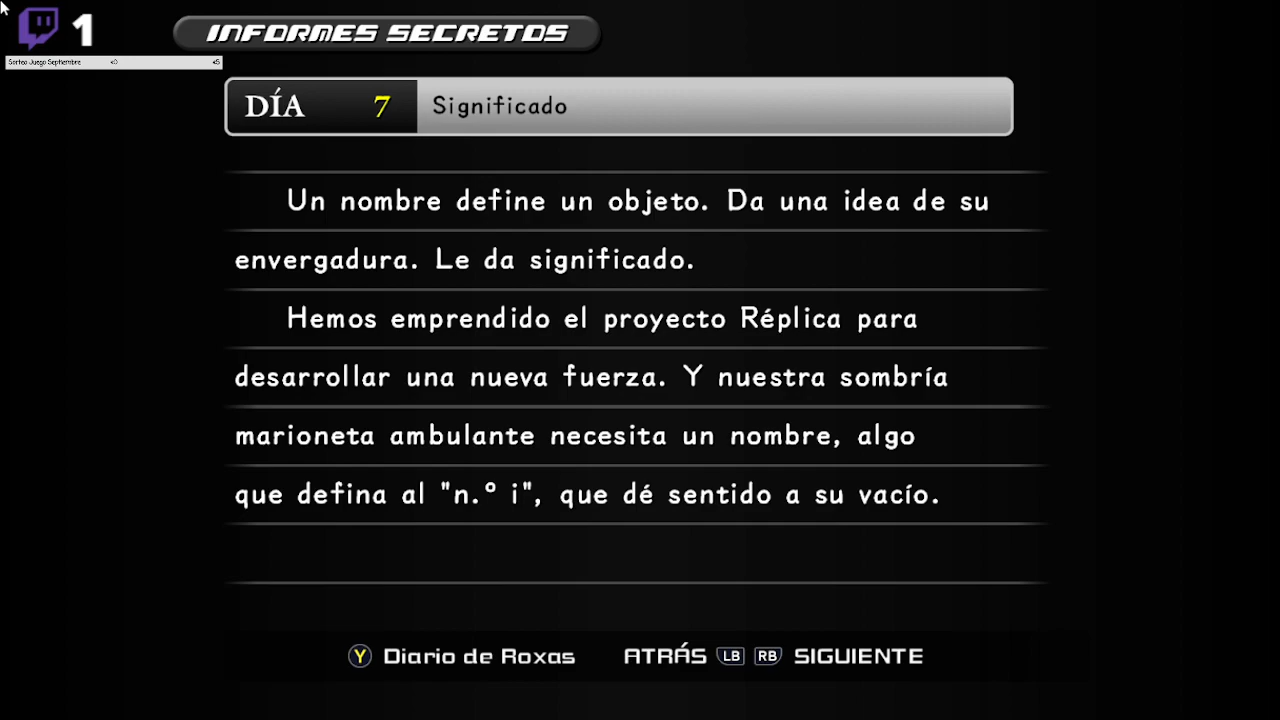 1
INFORMES SECRETOS
Sorteo Juego Septiembre
DÍA 7 Significado
Un nombre define un objeto. Da una idea de su
envergadura. Le da significado.
Hemos emprendido el proyecto Réplica para
desarrollar una nueva fuerza. Y nuestra sombría
marioneta ambulante necesita un nombre, algo
que defina al "n.º i", que dé sentido a su vacío.
Y Diario de Roxas ATRÁS LB RB SIGUIENTE